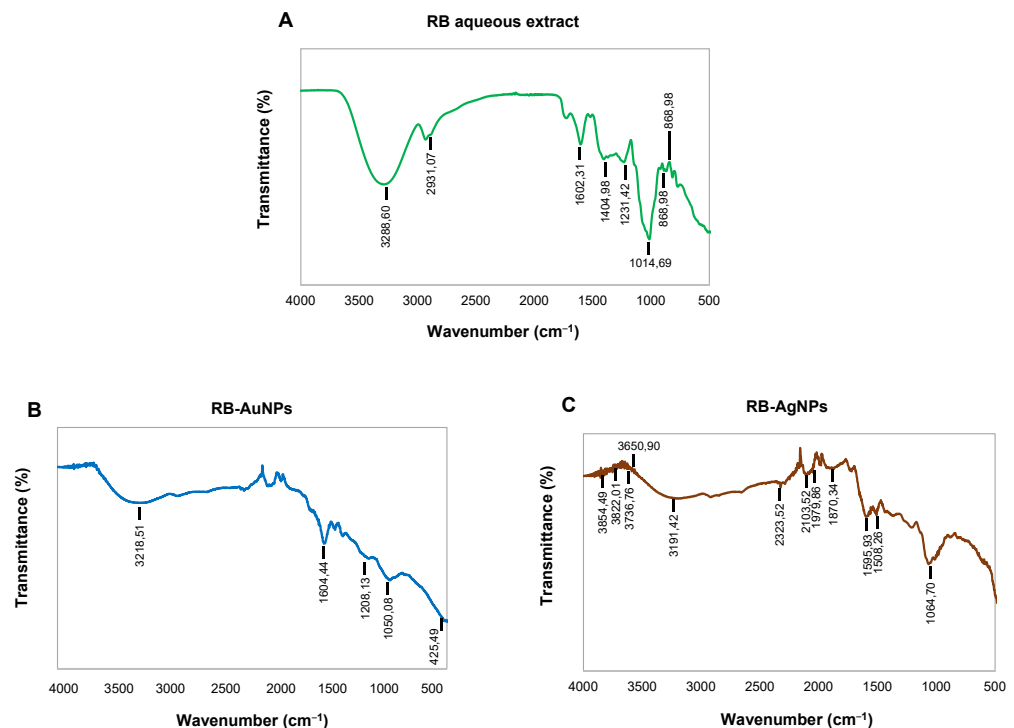 A
RB aqueous extract
Transmittance (%)
3288,60
2931,07
1602,31
1404,98
1231,42
1014,69
868,98
868,98
4000 3500 3000 2500 2000 1500 1000 500
Wavenumber (cm⁻¹)
B
RB-AuNPs
Transmittance (%)
3218,51
1604,44
1208,13
1050,08
425,49
4000 3500 3000 2500 2000 1500 1000 500
Wavenumber (cm⁻¹)
C
RB-AgNPs
Transmittance (%)
3854,49
3822,01
3736,76
3650,90
3191,42
2323,52
2103,52
1979,86
1870,34
1595,93
1508,26
1064,70
4000 3500 3000 2500 2000 1500 1000 500
Wavenumber (cm⁻¹)